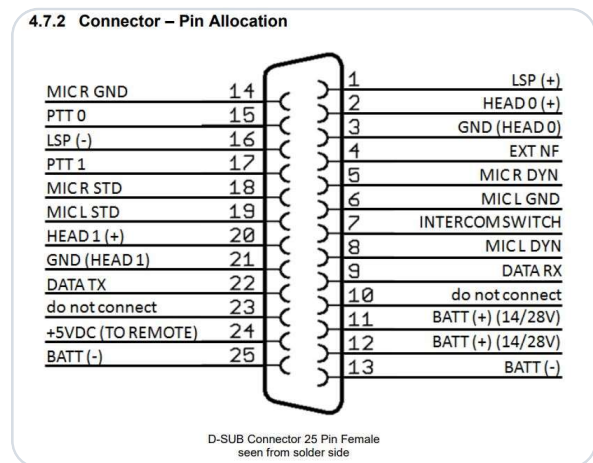 4.7.2 Connector – Pin Allocation
MIC R GND 14
PTT 0 15
LSP (-) 16
PTT 1 17
MIC R STD 18
MIC L STD 19
HEAD 1 (+) 20
GND (HEAD 1) 21
DATA TX 22
do not connect 23
+5VDC (TO REMOTE) 24
BATT (-) 25
1 LSP (+)
2 HEAD 0 (+)
3 GND (HEAD 0)
4 EXT NF
5 MIC R DYN
6 MIC L GND
7 INTERCOM SWITCH
8 MIC L DYN
9 DATA RX
10 do not connect
11 BATT (+) (14/28V)
12 BATT (+) (14/28V)
13 BATT (-)
D-SUB Connector 25 Pin Female
seen from solder side